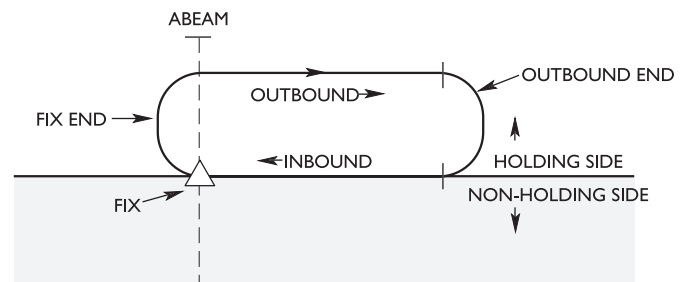 ABEAM
OUTBOUND END
OUTBOUND
FIX END
INBOUND
HOLDING SIDE
NON-HOLDING SIDE
FIX